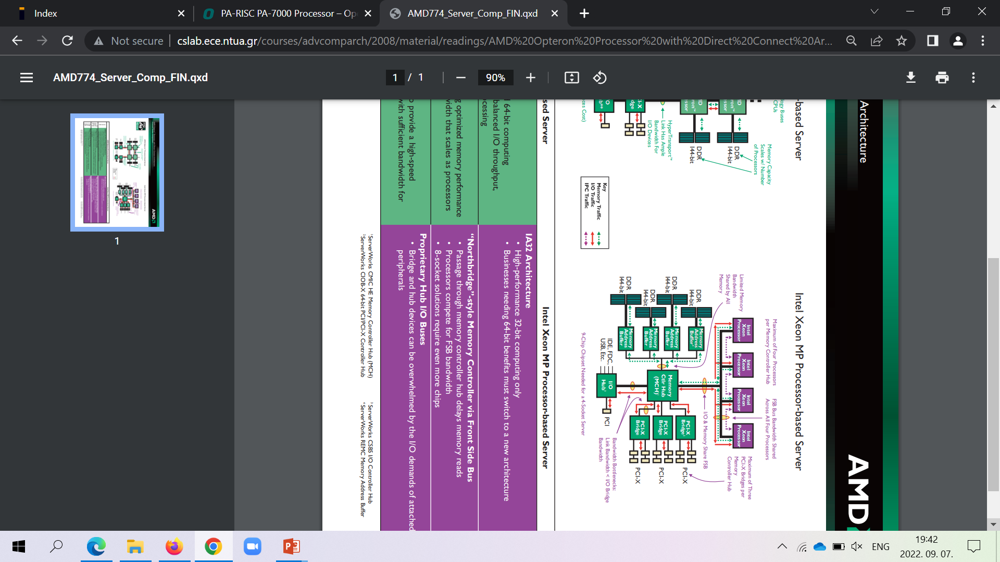 Index
PA-RISC PA-7000 Processor – Op
AMD774_Server_Comp_FIN.qxd
Not secure
cslab.ece.ntua.gr/courses/advcomparch/2008/material/readings/AMD%20Opteron%20Processor%20with%20Direct%20Connect%20Ar...
AMD774_Server_Comp_FIN.qxd
1 / 1
90%
1
Architecture
AMD
-based Server
Intel Xeon MP Processor-based Server
logy Buses
CPUs
Memory Capacity
Scales w/ Number
of Processors
DDR
144-bit
DDR
144-bit
HyperTransport™
Link Has Ample
Bandwidth For
I/O Devices
ces Cost)
Key
Memory Traffic
I/O Traffic
IPC Traffic
Maximum of Four Processors
per Memory Controller Hub
FSB Bus Bandwidth Shared
Across All Four Processors
Limited Memory
Bandwidth
Shared by All
Memory
Intel
Xeon
Processor
Intel
Xeon
Processor
Intel
Xeon
Processor
Intel
Xeon
Processor
Maximum of Three
PCI-X Bridges per
Memory
Controller Hub
I/O & Memory Share FSB
DDR
144-bit
DDR
144-bit
DDR
144-bit
DDR
144-bit
Memory
Address
Buffer⁴
Memory
Address
Buffer
Memory
Address
Buffer
Memory
Address
Buffer
Memory
Ctlr Hub
(MCH)¹
PCI-X
Bridge²
PCI-X
Bridge
PCI-X
Bridge
PCI-X
PCI-X
PCI-X
IDE, FDC,
USB, Etc.
I/O
Hub³
PCI
Bandwidth Bottlenecks:
Link Bandwidth < I/O Bridge
Bandwidth
9-Chip Chipset Needed for a 4-Socket Server
sed Server
Intel Xeon MP Processor-based Server
64-bit computing
balanced I/O throughput,
cessing
IA32 Architecture
• High-performance 32-bit computing only
• Businesses needing 64-bit benefits must switch to a new architecture
g optimized memory performance
width that scales as processors
“Northbridge”-style Memory Controller via Front Side Bus
• Passage through memory controller hub delays memory reads
• Processors compete for FSB bandwidth
• 8-socket solutions require even more chips
o provide a high-speed
with sufficient bandwidth for
Proprietary Hub I/O Buses
• Bridge and hub devices can be overwhelmed by the I/O demands of attached
peripherals
¹ServerWorks CMIC HE Memory Controller Hub (MCH)
²ServerWorks CIOB-X 64-bit PCI/PCI-X Controller Hub
³ServerWorks CSB5 I/O Controller Hub
⁴ServerWorks REMC Memory Address Buffer
ENG
19:42
2022. 09. 07.